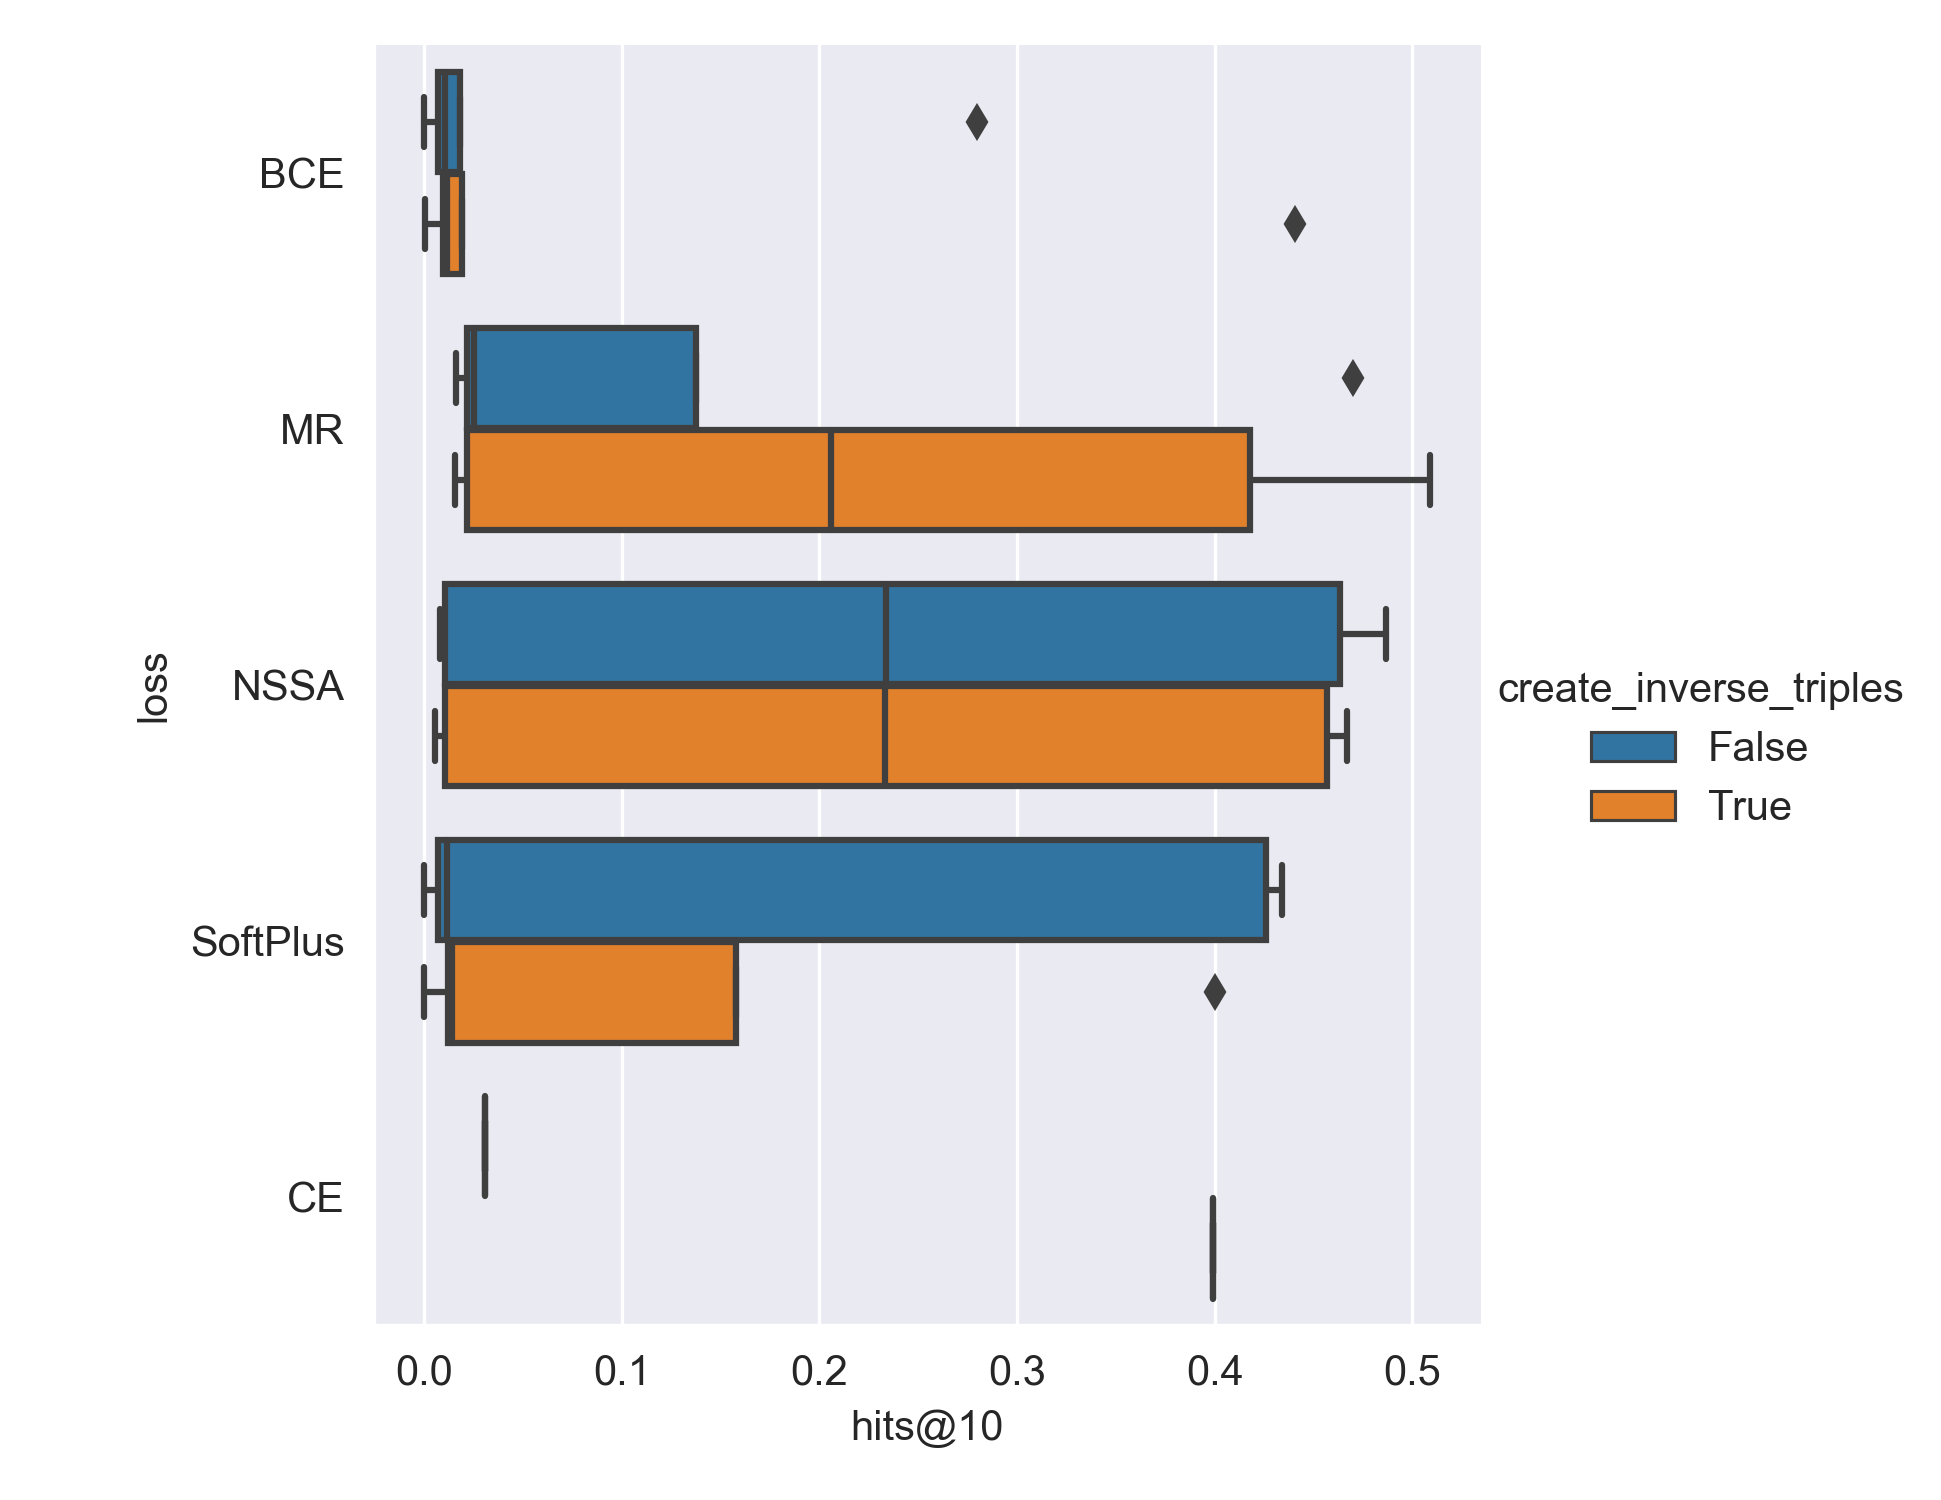 BCE
MR
NSSA
SoftPlus
CE
loss
0.0 0.1 0.2 0.3 0.4 0.5
hits@10
create_inverse_triples
False
True